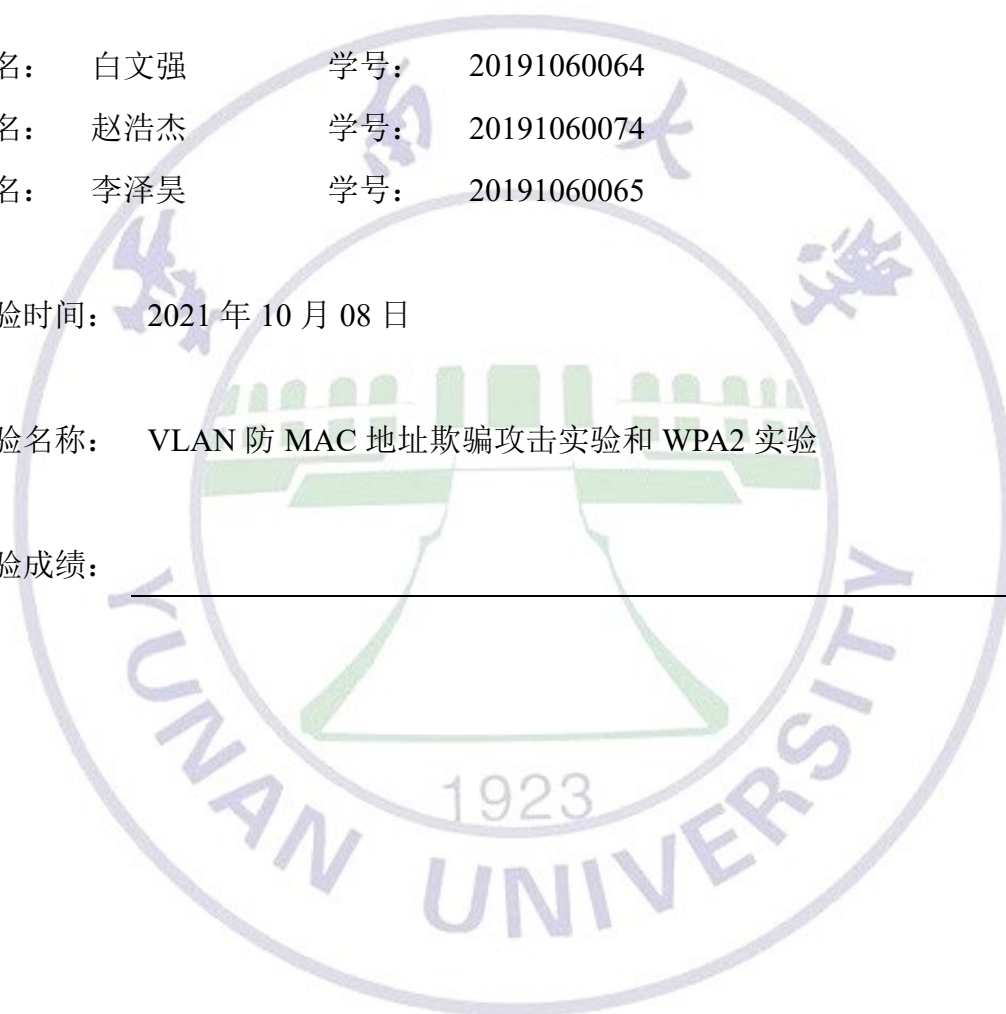 名： 白文强 学号： 20191060064
名： 赵浩杰 学号： 20191060074
名： 李泽昊 学号： 20191060065
验时间： 2021 年 10 月 08 日
验名称： VLAN 防 MAC 地址欺骗攻击实验和 WPA2 实验
验成绩：
1923
YUNNAN UNIVERSITY